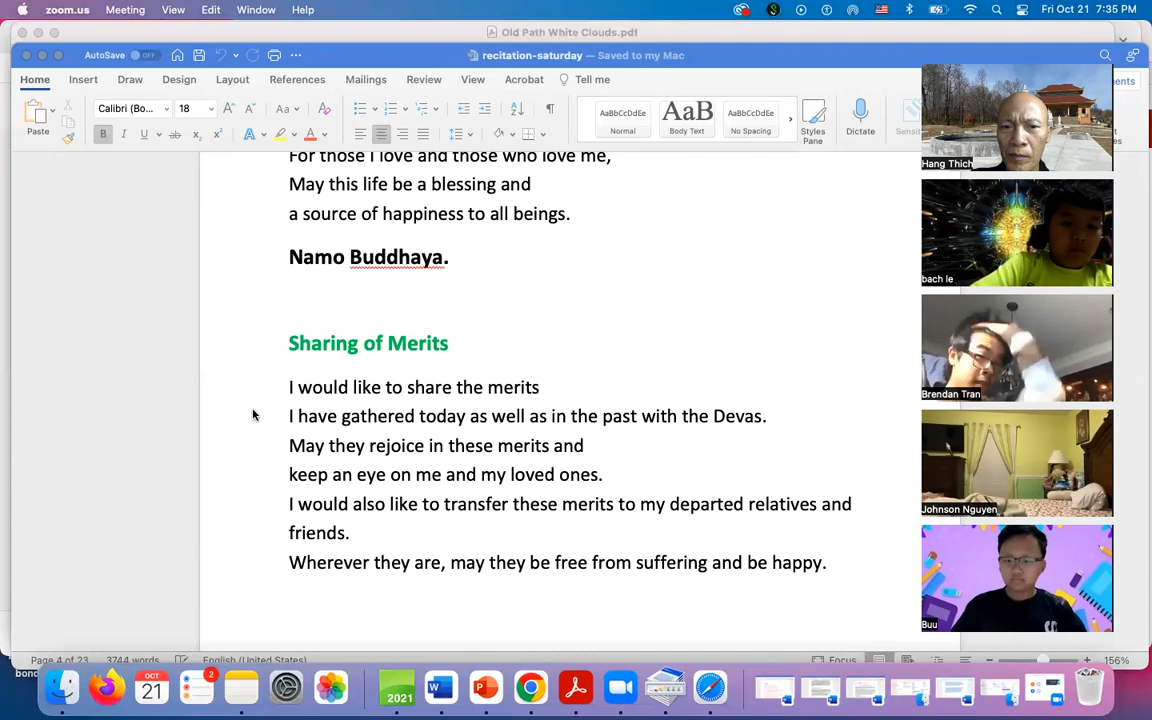 zoom.us Meeting View Edit Window Help Fri Oct 21 7:35 PM
Old Path White Clouds.pdf
AutoSave OFF recitation-saturday — Saved to my Mac
Home Insert Draw Design Layout References Mailings Review View Acrobat Tell me
Paste Calibri (Bo... 18 AaBbCcDdEe Normal AaB Body Text AaBbCcDdEe No Spacing Styles Pane Dictate
For those I love and those who love me,
May this life be a blessing and
a source of happiness to all beings.
Namo Buddhaya.
Sharing of Merits
I would like to share the merits
I have gathered today as well as in the past with the Devas.
May they rejoice in these merits and
keep an eye on me and my loved ones.
I would also like to transfer these merits to my departed relatives and
friends.
Wherever they are, may they be free from suffering and be happy.
Hang Thich
bach le
Brendan Tran
Johnson Nguyen
Buu
Page 4 of 23 3744 words English (United States) Focus 156%
OCT
21
2
2021